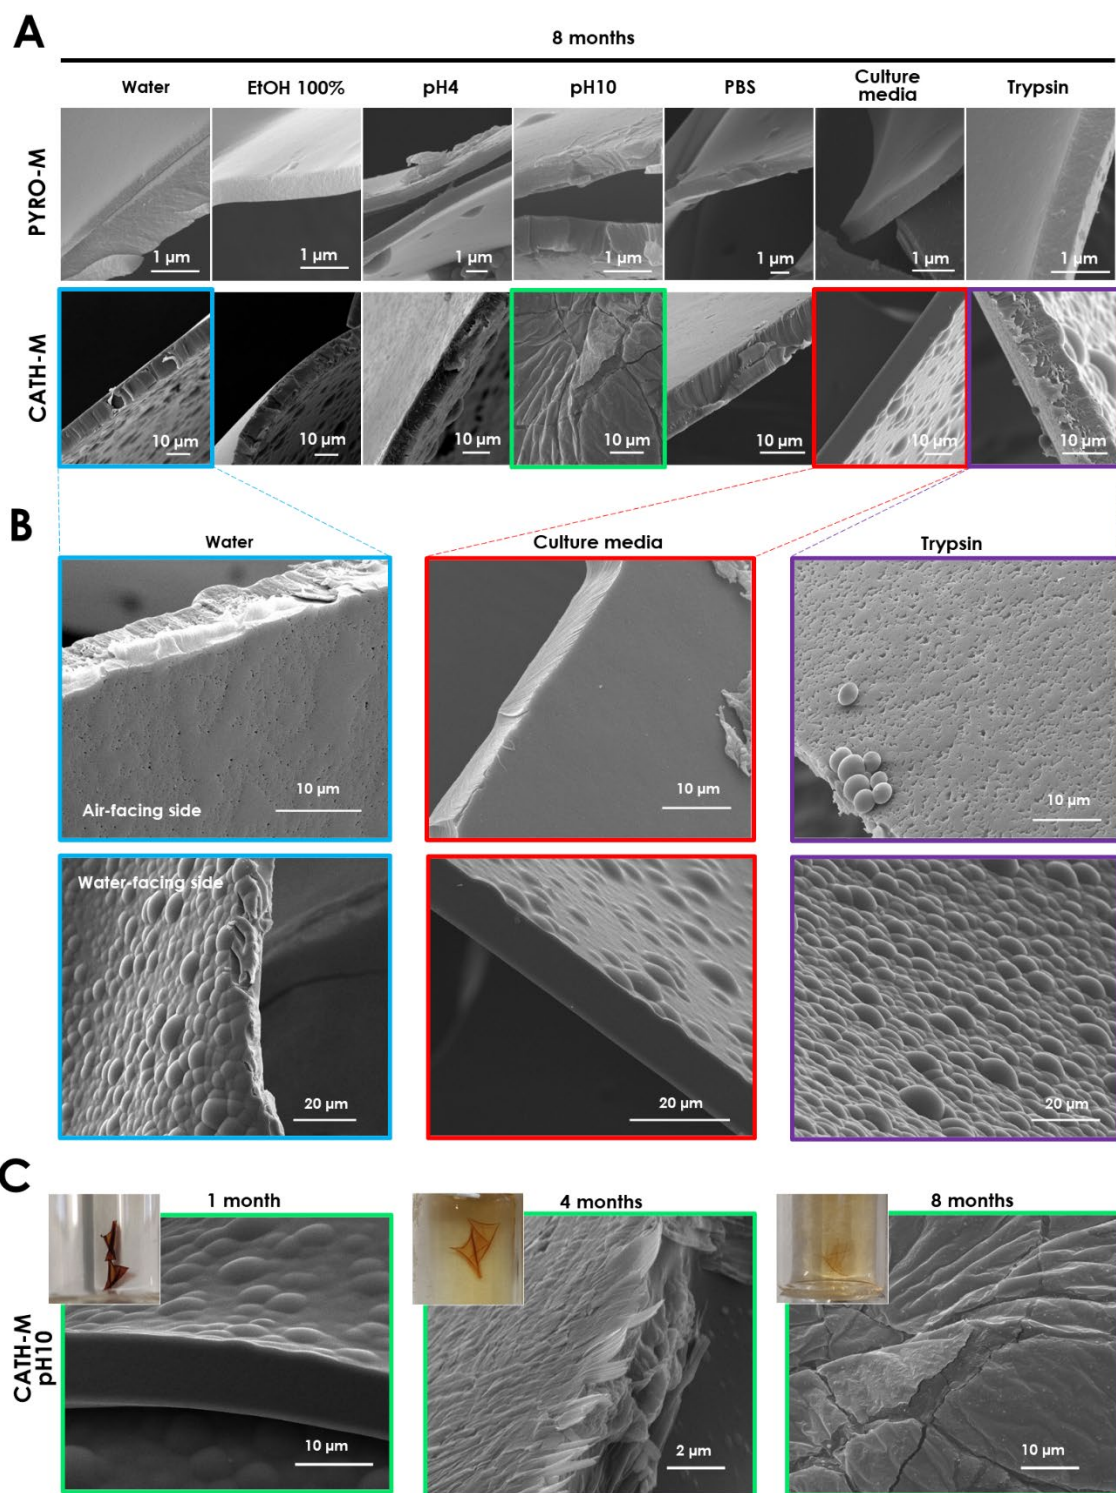 A
8 months
Water
EtOH 100%
pH4
pH10
PBS
Culture
media
Trypsin
PYRO-M
1 µm
1 µm
1 µm
1 µm
1 µm
1 µm
1 µm
CATH-M
10 µm
10 µm
10 µm
10 µm
10 µm
10 µm
10 µm
B
Water
Culture media
Trypsin
10 µm
Air-facing side
10 µm
10 µm
Water-facing side
20 µm
20 µm
20 µm
C
1 month
4 months
8 months
CATH-M
pH10
10 µm
2 µm
10 µm